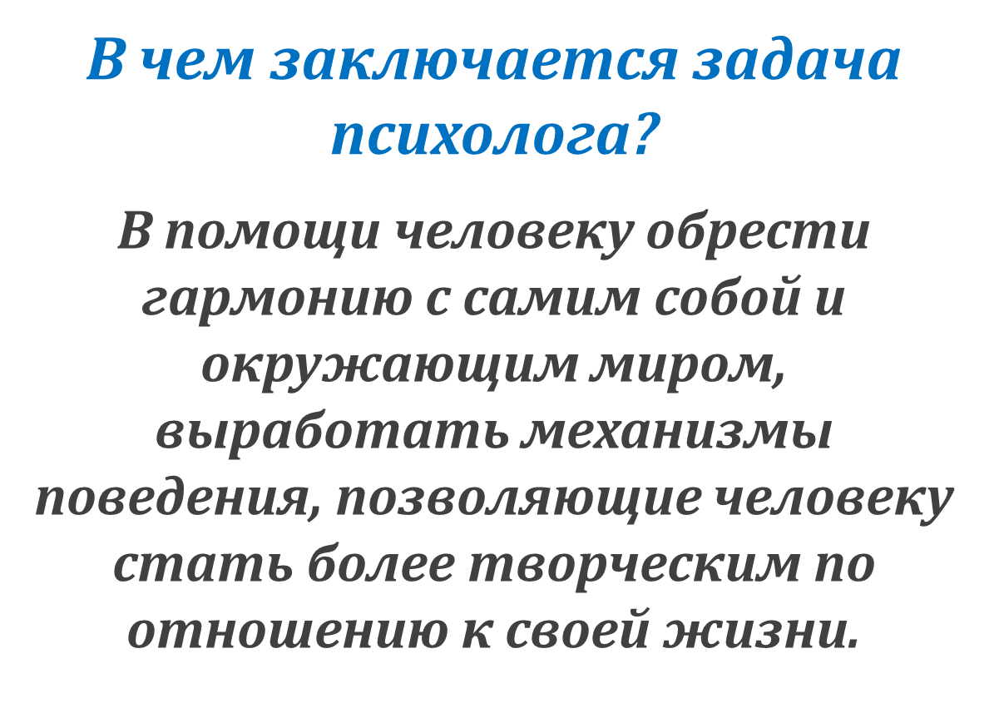 В чем заключается задача
психолога?
В помощи человеку обрести
гармонию с самим собой и
окружающим миром,
выработать механизмы
поведения, позволяющие человеку
стать более творческим по
отношению к своей жизни.